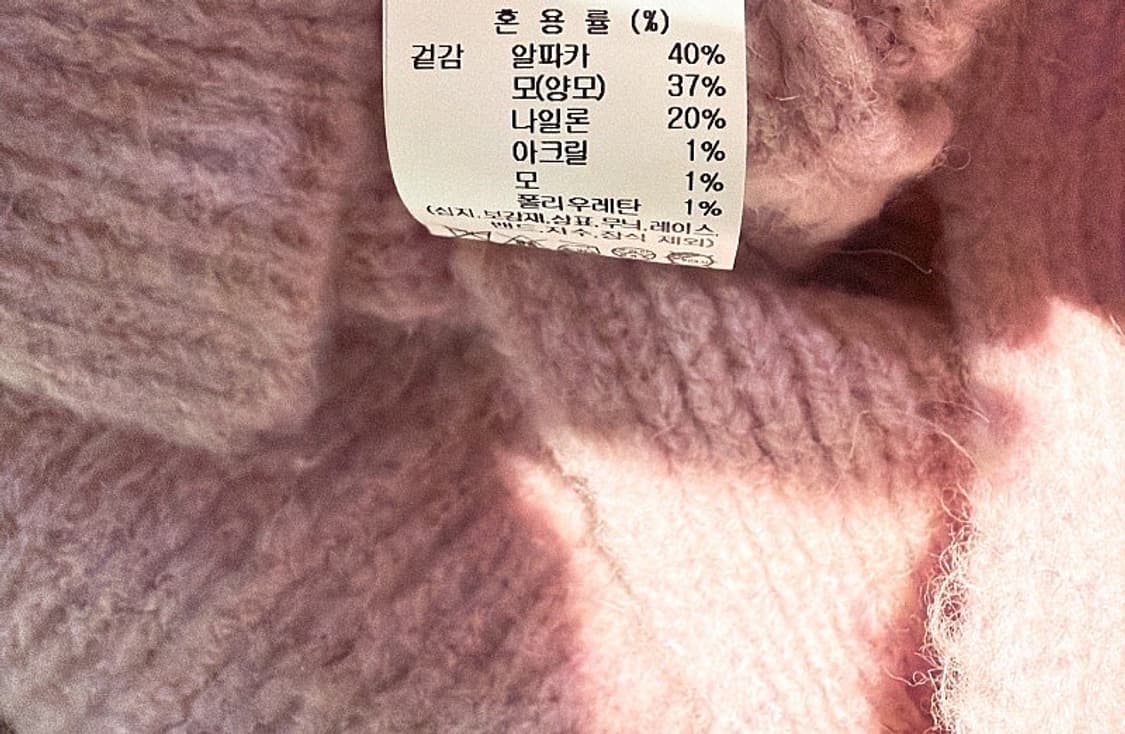 혼 용 률 (%)
겉감 알파카 40%
모(양모) 37%
나일론 20%
아크릴 1%
모 1%
폴리우레탄 1%
(심지.보강재.상표.무늬.레이스
밴드.자수.장식 제외)